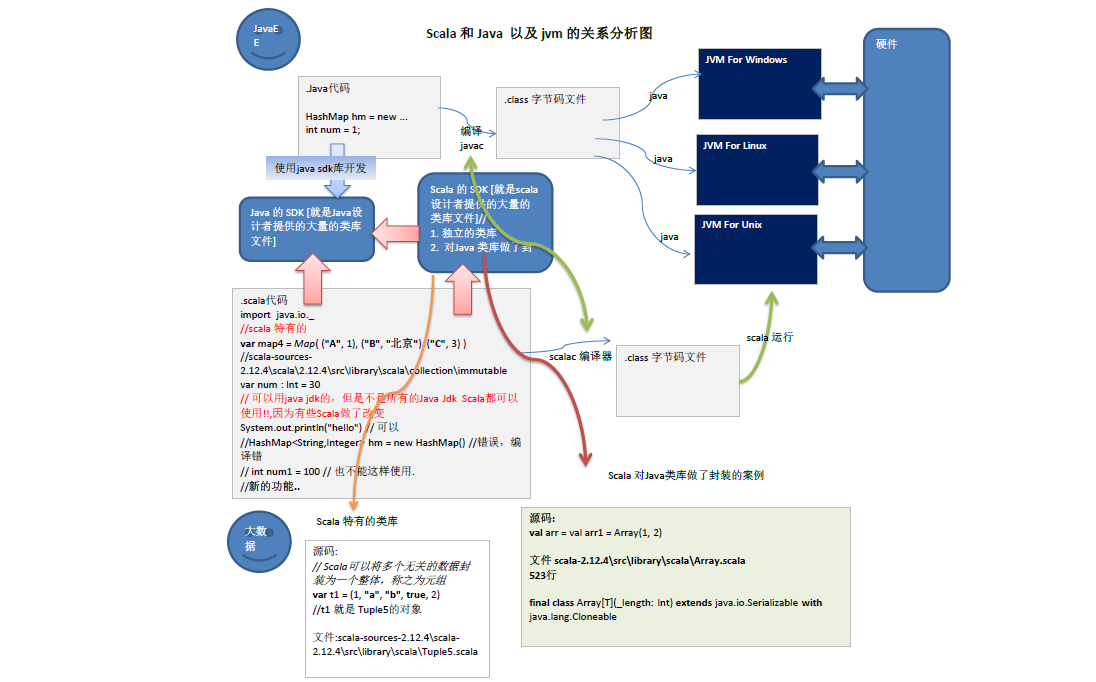 Scala 和 Java 以及 jvm 的关系分析图
JavaE
E
.Java代码
HashMap hm = new ...
int num = 1;
使用java sdk库开发
编译
javac
.class 字节码文件
java
java
java
JVM For Windows
JVM For Linux
JVM For Unix
硬件
Java 的 SDK [就是Java设
计者提供的大量的类库
文件]
Scala 的 SDK [就是scala
设计者提供的大量的
类库文件]//
1. 独立的类库
2. 对Java 类库做了封
.scala代码
import java.io._
//scala 特有的
var map4 = Map( ("A", 1), ("B", "北京"), ("C", 3) )
//scala-sources-
2.12.4\scala\2.12.4\src\library\scala\collection\immutable
var num : Int = 30
// 可以用java jdk的，但是不是所有的Java Jdk Scala都可以
使用!!,因为有些Scala做了改变
System.out.println("hello") // 可以
//HashMap<String,Integer> hm = new HashMap() //错误，编
译错
// int num1 = 100 // 也不能这样使用.
//新的功能..
scalac 编译器
.class 字节码文件
scala 运行
大数
据
Scala 特有的类库
源码:
// Scala可以将多个无关的数据封
装为一个整体，称之为元组
var t1 = (1, "a", "b", true, 2)
//t1 就是 Tuple5的对象
文件:scala-sources-2.12.4\scala-
2.12.4\src\library\scala\Tuple5.scala
Scala 对Java类库做了封装的案例
源码:
val arr = val arr1 = Array(1, 2)
文件 scala-2.12.4\src\library\scala\Array.scala
523行
final class Array[T](_length: Int) extends java.io.Serializable with
java.lang.Cloneable